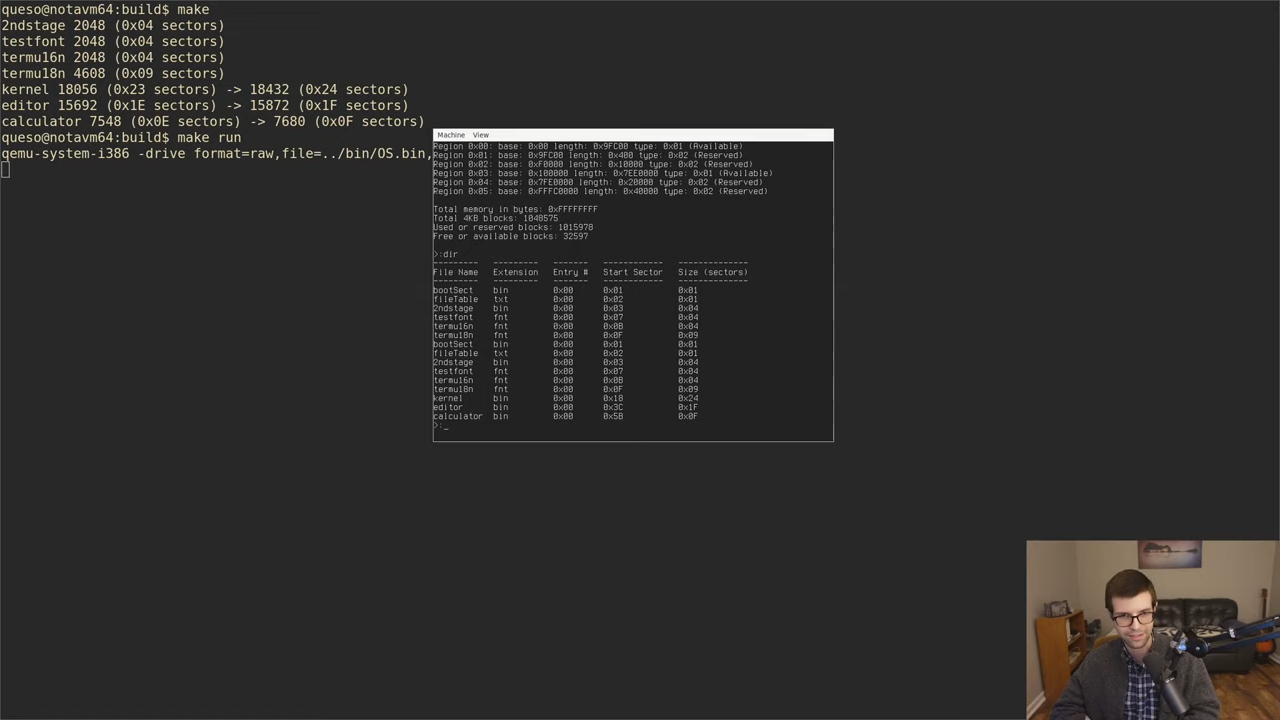 queso@notavm64:build$ make
2ndstage 2048 (0x04 sectors)
testfont 2048 (0x04 sectors)
termu16n 2048 (0x04 sectors)
termu18n 4608 (0x09 sectors)
kernel 18056 (0x23 sectors) -> 18432 (0x24 sectors)
editor 15692 (0x1E sectors) -> 15872 (0x1F sectors)
calculator 7548 (0x0E sectors) -> 7680 (0x0F sectors)
queso@notavm64:build$ make run
qemu-system-i386 -drive format=raw,file=../bin/OS.bin,
Machine View
Region 0x00: base: 0x00 length: 0x9FC00 type: 0x01 (Available)
Region 0x01: base: 0x9FC00 length: 0x400 type: 0x02 (Reserved)
Region 0x02: base: 0xF0000 length: 0x10000 type: 0x02 (Reserved)
Region 0x03: base: 0x100000 length: 0x7EE0000 type: 0x01 (Available)
Region 0x04: base: 0x7FE0000 length: 0x20000 type: 0x02 (Reserved)
Region 0x05: base: 0xFFFC0000 length: 0x40000 type: 0x02 (Reserved)
Total memory in bytes: 0xFFFFFFFF
Total 4KB blocks: 1048575
Used or reserved blocks: 1015978
Free or available blocks: 32597
>:dir
--------- --------- ------- ------------ --------------
File Name Extension Entry # Start Sector Size (sectors)
--------- --------- ------- ------------ --------------
bootSect bin 0x00 0x01 0x01
fileTable txt 0x00 0x02 0x01
2ndstage bin 0x00 0x03 0x04
testfont fnt 0x00 0x07 0x04
termu16n fnt 0x00 0x0B 0x04
termu18n fnt 0x00 0x0F 0x09
bootSect bin 0x00 0x01 0x01
fileTable txt 0x00 0x02 0x01
2ndstage bin 0x00 0x03 0x04
testfont fnt 0x00 0x07 0x04
termu16n fnt 0x00 0x0B 0x04
termu18n fnt 0x00 0x0F 0x09
kernel bin 0x00 0x18 0x24
editor bin 0x00 0x3C 0x1F
calculator bin 0x00 0x5B 0x0F
>:_